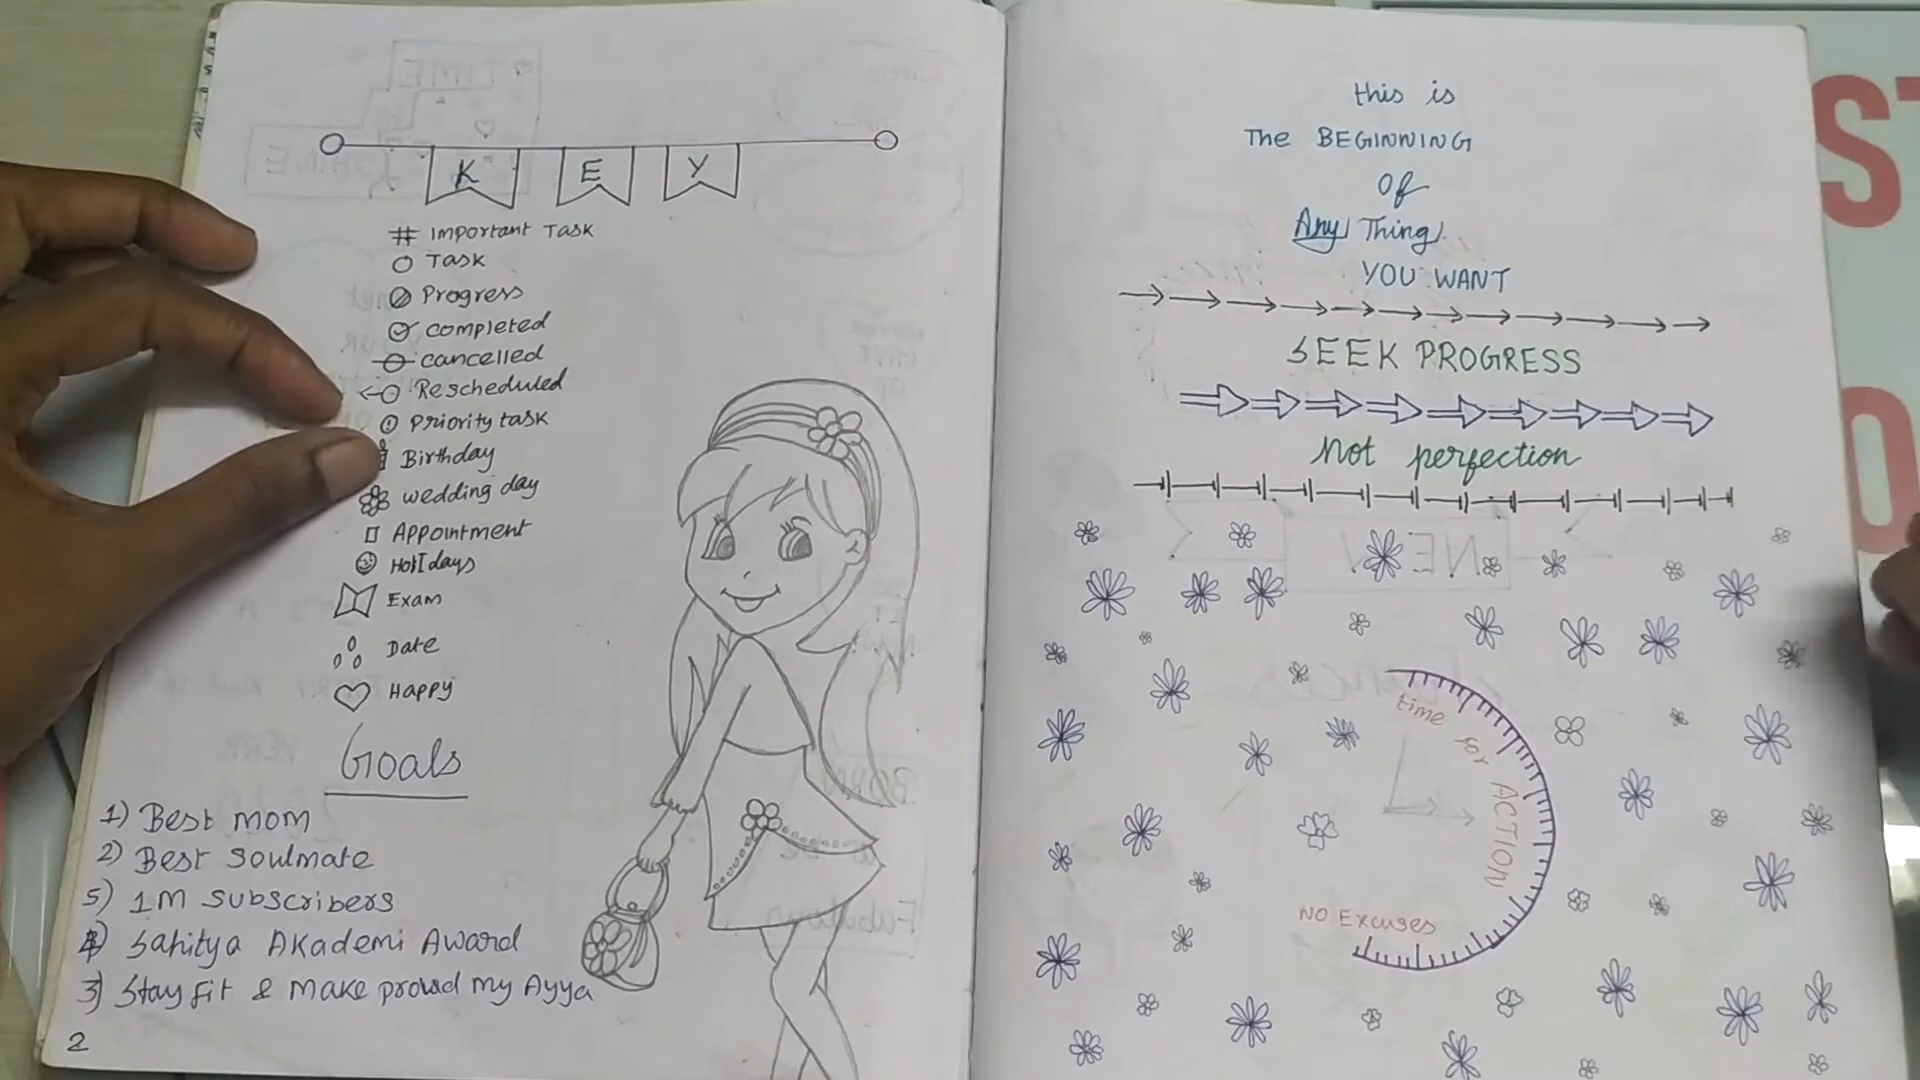 K E Y
# Important Task
Task
Progress
completed
cancelled
Rescheduled
Priority task
Birthday
wedding day
Appointment
Holidays
Exam
Date
Happy
Goals
1) Best mom
2) Best Soulmate
5) 1M subscribers
4) Sahitya Akademi Award
3) Stay fit & make proud my Ayya
2
this is
The BEGINNING
Of
Any Thing
YOU WANT
SEEK PROGRESS
Not perfection
time for ACTION
NO Excuses